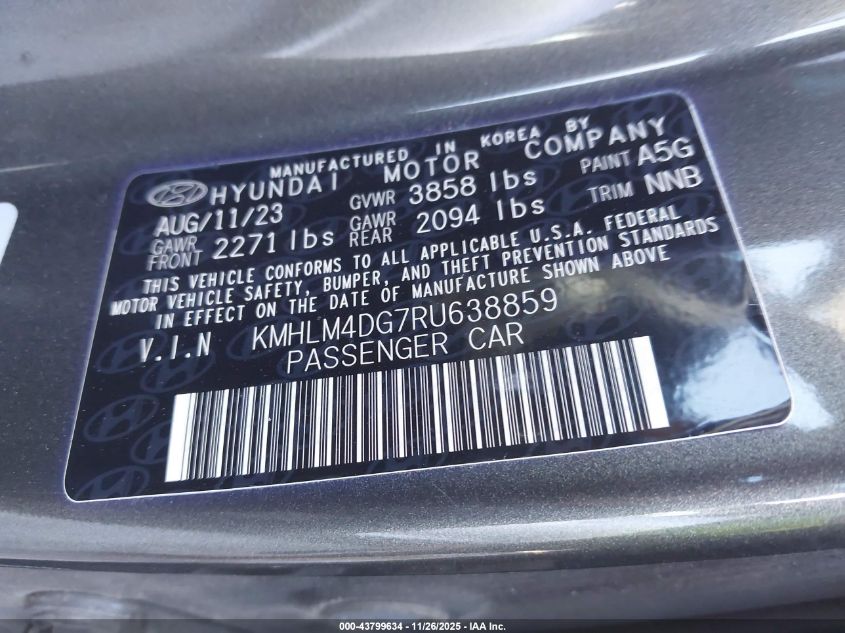 MANUFACTURED IN KOREA BY
HYUNDAI MOTOR COMPANY
AUG/11/23 GVWR 3858 lbs PAINT A5G
GAWR FRONT 2271 lbs GAWR REAR 2094 lbs TRIM NNB
THIS VEHICLE CONFORMS TO ALL APPLICABLE U.S.A. FEDERAL
MOTOR VEHICLE SAFETY, BUMPER, AND THEFT PREVENTION STANDARDS
IN EFFECT ON THE DATE OF MANUFACTURE SHOWN ABOVE
V.I.N KMHLM4DG7RU638859
PASSENGER CAR
000-43799634 - 11/26/2025 - IAA Inc.